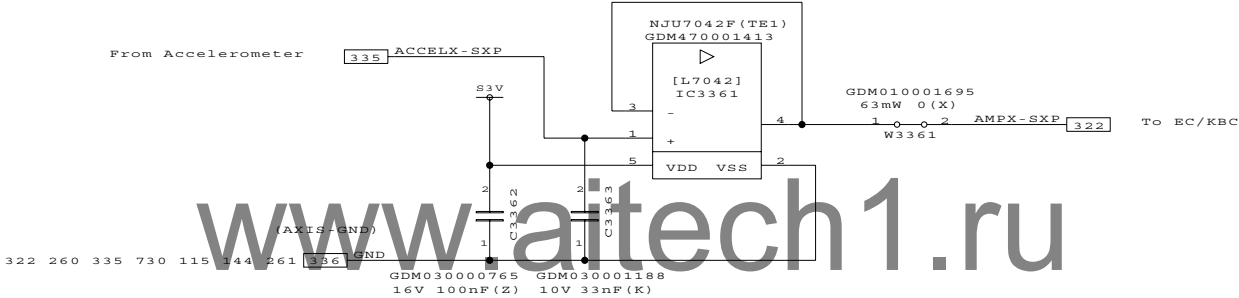 NJU7042F(TE1)
GDM470001413
From Accelerometer
335
ACCELX-SXP
[L7042]
IC3361
S3V
GDM010001695
63mW 0(X)
3
-
4
1
2
AMPX-SXP
322
To EC/KBC
W3361
1
+
5
VDD VSS
2
2
C3362
2
C3363
www.aitech1.ru
(AXIS-GND)
1
1
322 260 335 730 115 144 261 336 GND
GDM030000765
GDM030001188
16V 100nF(Z)
10V 33nF(K)